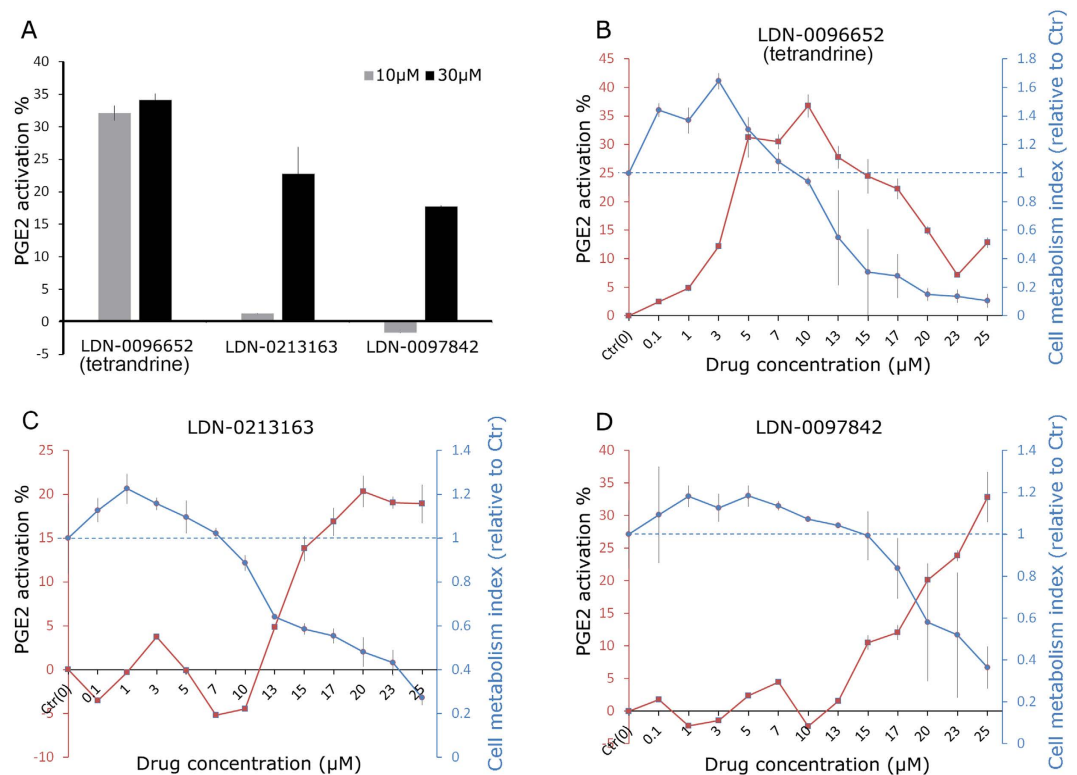 A
PGE2 activation %
40
35
30
25
20
15
10
5
0
-5
10µM
30µM
LDN-0096652
(tetrandrine)
LDN-0213163
LDN-0097842
B
LDN-0096652
(tetrandrine)
PGE2 activation %
45
40
35
30
25
20
15
10
5
0
Cell metabolism index (relative to Ctr)
1.8
1.6
1.4
1.2
1
0.8
0.6
0.4
0.2
0
Ctr(0) 0.1 1 3 5 7 10 13 15 17 20 23 25
Drug concentration (µM)
C
LDN-0213163
PGE2 activation %
25
20
15
10
5
0
-5
-10
Cell metabolism index (relative to Ctr)
1.4
1.2
1
0.8
0.6
0.4
0.2
0
Ctr(0) 0.1 1 3 5 7 10 13 15 17 20 23 25
Drug concentration (µM)
D
LDN-0097842
PGE2 activation %
40
35
30
25
20
15
10
5
0
-5
Cell metabolism index (relative to Ctr)
1.4
1.2
1
0.8
0.6
0.4
0.2
0
Ctr(0) 0.1 1 3 5 7 10 13 15 17 20 23 25
Drug concentration (µM)